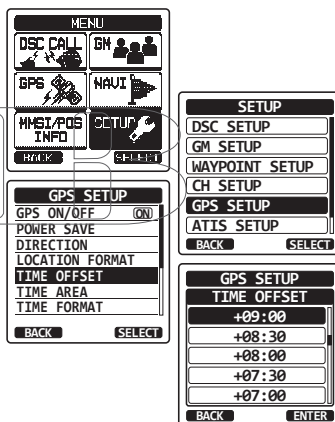 MENU
DSC CALL
GM
GPS
NAVI
MMSI/POS
INFO
SETUP
BACK
SELECT
SETUP
DSC SETUP
GM SETUP
WAYPOINT SETUP
CH SETUP
GPS SETUP
ATIS SETUP
BACK
SELECT
GPS SETUP
GPS ON/OFF
ON
POWER SAVE
DIRECTION
LOCATION FORMAT
TIME OFFSET
TIME AREA
TIME FORMAT
BACK
SELECT
GPS SETUP
TIME OFFSET
+09:00
+08:30
+08:00
+07:30
+07:00
BACK
ENTER